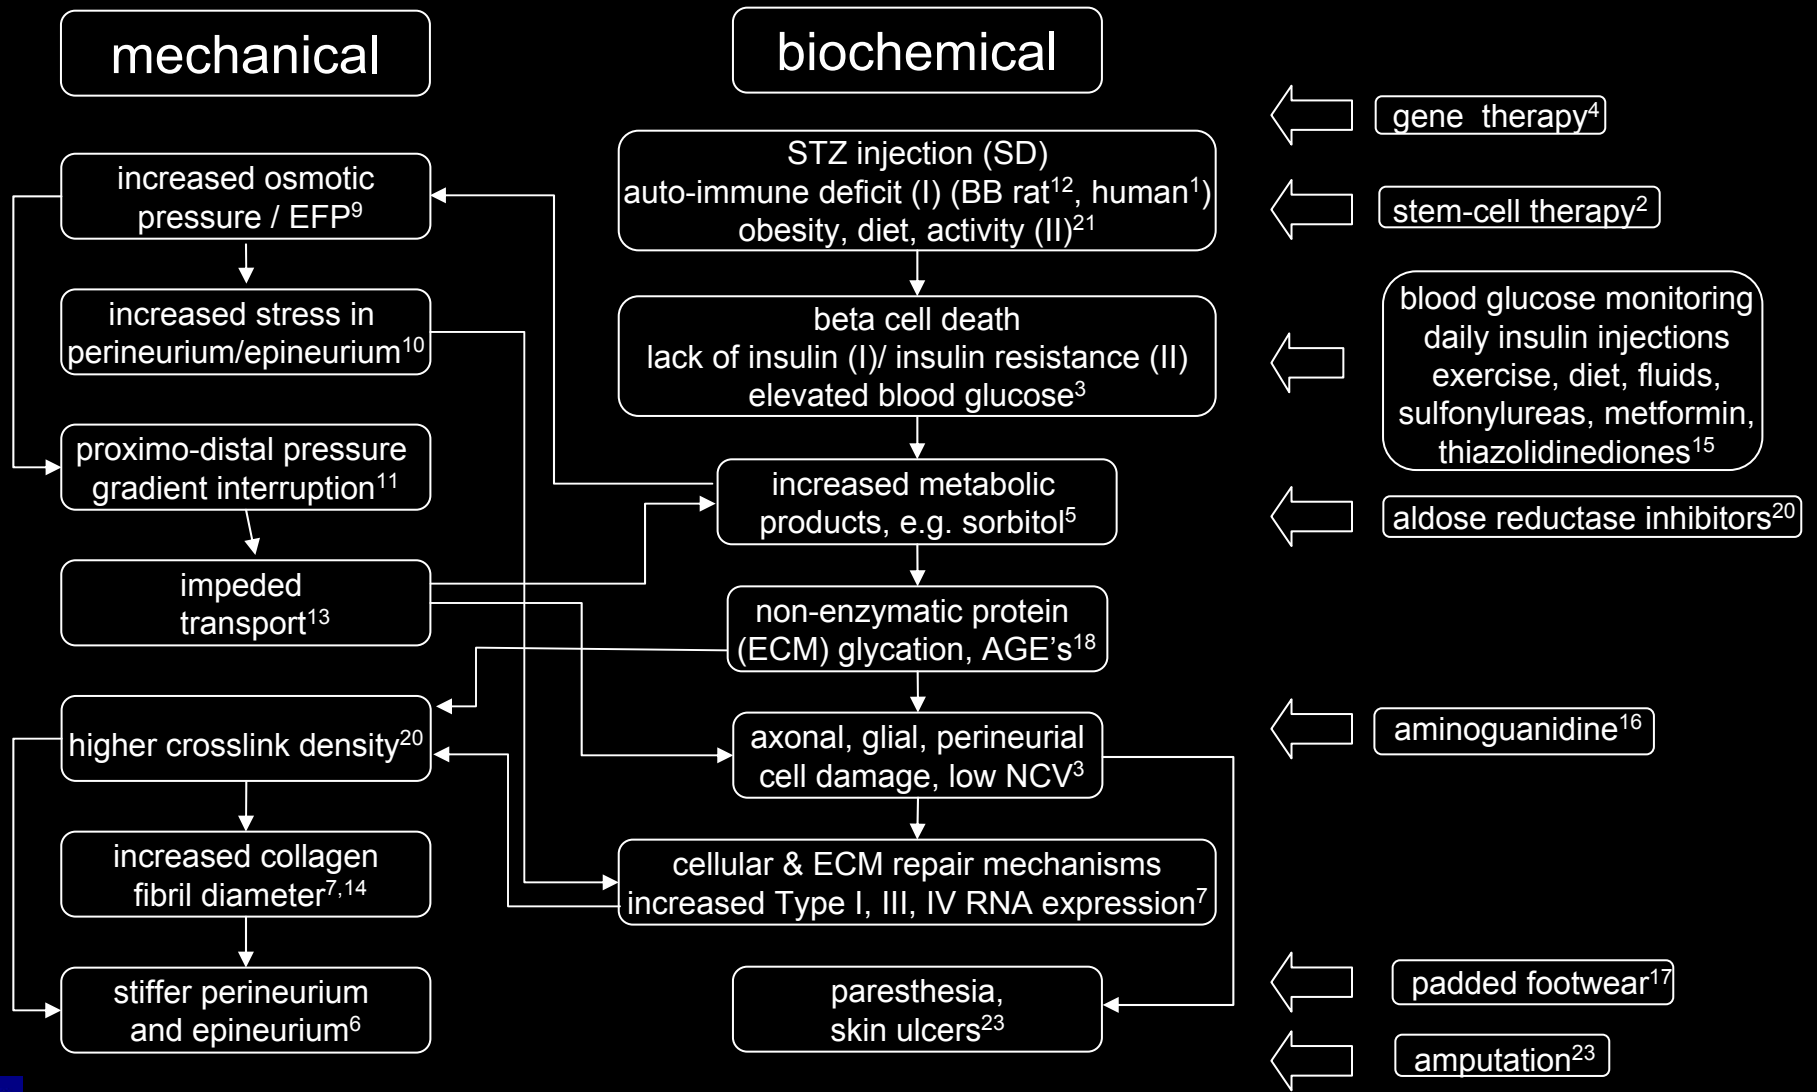 mechanical
biochemical
gene therapy4
STZ injection (SD)
auto-immune deficit (I) (BB rat12, human1)
obesity, diet, activity (II)21
increased osmotic
pressure / EFP9
stem-cell therapy2
increased stress in
perineurium/epineurium10
beta cell death
lack of insulin (I)/ insulin resistance (II)
elevated blood glucose3
blood glucose monitoring
daily insulin injections
exercise, diet, fluids,
sulfonylureas, metformin,
thiazolidinediones15
proximo-distal pressure
gradient interruption11
increased metabolic
products, e.g. sorbitol5
aldose reductase inhibitors20
impeded
transport13
non-enzymatic protein
(ECM) glycation, AGE's18
higher crosslink density20
axonal, glial, perineurial
cell damage, low NCV3
aminoguanidine16
increased collagen
fibril diameter7,14
cellular & ECM repair mechanisms
increased Type I, III, IV RNA expression7
stiffer perineurium
and epineurium6
paresthesia,
skin ulcers23
padded footwear17
amputation23